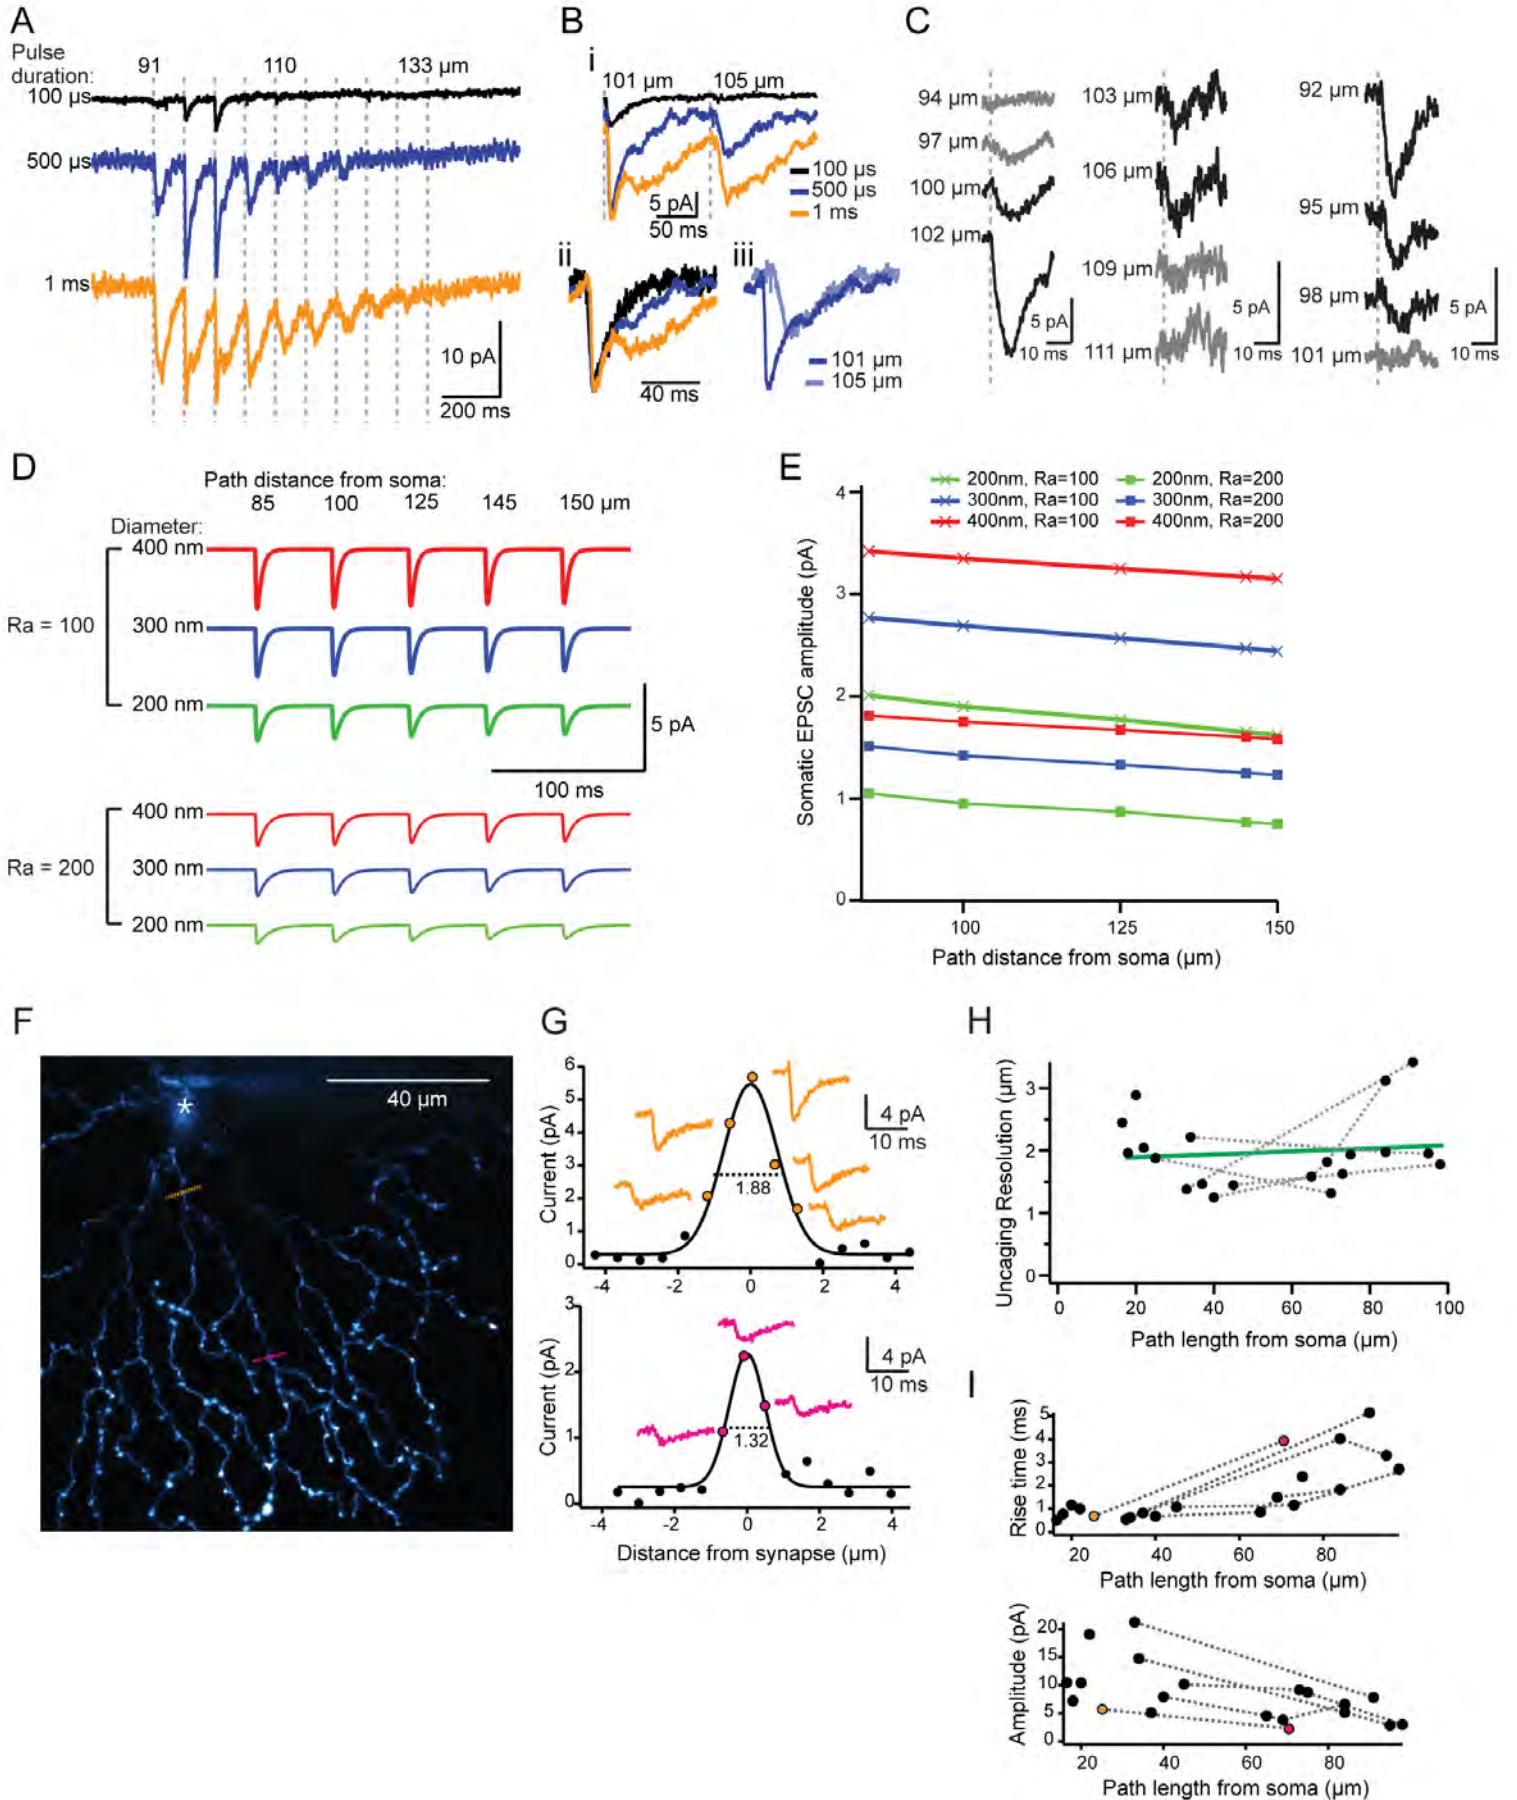 A
Pulse
duration:
91 110 133 µm
100 µs
500 µs
1 ms
10 pA
200 ms
B
i
101 µm 105 µm
100 µs
500 µs
1 ms
5 pA
50 ms
ii
40 ms
iii
101 µm
105 µm
C
94 µm
97 µm
100 µm
102 µm
5 pA
10 ms
103 µm
106 µm
109 µm
111 µm
5 pA
10 ms
92 µm
95 µm
98 µm
101 µm
5 pA
10 ms
D
Path distance from soma:
85 100 125 145 150 µm
Diameter:
400 nm
Ra = 100
300 nm
200 nm
5 pA
100 ms
400 nm
Ra = 200
300 nm
200 nm
E
200nm, Ra=100 200nm, Ra=200
300nm, Ra=100 300nm, Ra=200
400nm, Ra=100 400nm, Ra=200
Somatic EPSC amplitude (pA)
4
3
2
1
0
100 125 150
Path distance from soma (µm)
F
*
40 µm
G
Current (pA)
6
5
4
3
2
1
0
4 pA
10 ms
1.88
-4 -2 0 2 4
Current (pA)
3
2
1
0
4 pA
10 ms
1.32
-4 -2 0 2 4
Distance from synapse (µm)
H
Uncaging Resolution (µm)
3
2
1
0
0 20 40 60 80 100
Path length from soma (µm)
I
Rise time (ms)
5
4
3
2
1
0
20 40 60 80
Path length from soma (µm)
Amplitude (pA)
20
15
10
5
0
20 40 60 80
Path length from soma (µm)